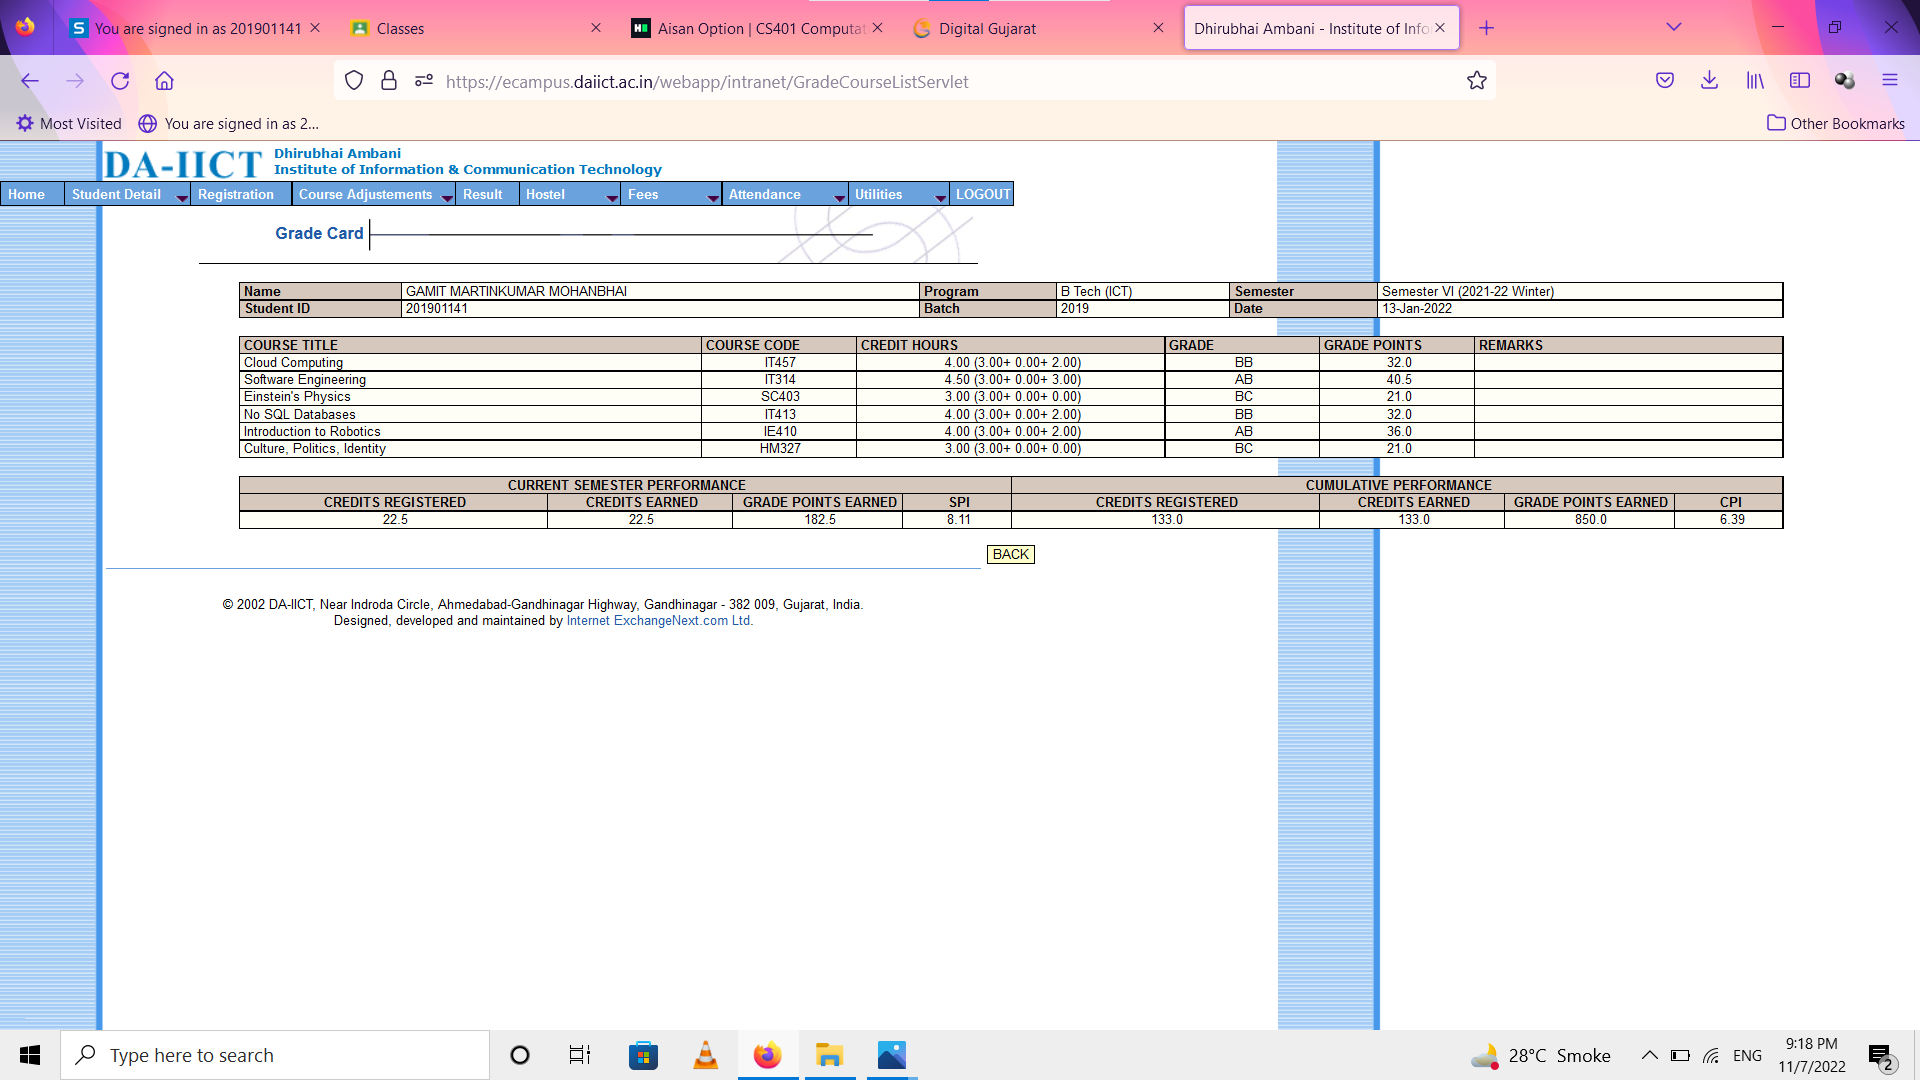 You are signed in as 201901141
Classes
Aisan Option | CS401 Computat
Digital Gujarat
Dhirubhai Ambani - Institute of Info
https://ecampus.daiict.ac.in/webapp/intranet/GradeCourseListServlet
Most Visited You are signed in as 2... Other Bookmarks
DA-IICT Dhirubhai Ambani
Institute of Information & Communication Technology
Home Student Detail Registration Course Adjustements Result Hostel Fees Attendance Utilities LOGOUT
Grade Card
Name GAMIT MARTINKUMAR MOHANBHAI Program B Tech (ICT) Semester Semester VI (2021-22 Winter)
Student ID 201901141 Batch 2019 Date 13-Jan-2022
COURSE TITLE COURSE CODE CREDIT HOURS GRADE GRADE POINTS REMARKS
Cloud Computing IT457 4.00 (3.00+ 0.00+ 2.00) BB 32.0
Software Engineering IT314 4.50 (3.00+ 0.00+ 3.00) AB 40.5
Einstein's Physics SC403 3.00 (3.00+ 0.00+ 0.00) BC 21.0
No SQL Databases IT413 4.00 (3.00+ 0.00+ 2.00) BB 32.0
Introduction to Robotics IE410 4.00 (3.00+ 0.00+ 2.00) AB 36.0
Culture, Politics, Identity HM327 3.00 (3.00+ 0.00+ 0.00) BC 21.0
CURRENT SEMESTER PERFORMANCE CUMULATIVE PERFORMANCE
CREDITS REGISTERED CREDITS EARNED GRADE POINTS EARNED SPI CREDITS REGISTERED CREDITS EARNED GRADE POINTS EARNED CPI
22.5 22.5 182.5 8.11 133.0 133.0 850.0 6.39
BACK
© 2002 DA-IICT, Near Indroda Circle, Ahmedabad-Gandhinagar Highway, Gandhinagar - 382 009, Gujarat, India.
Designed, developed and maintained by Internet ExchangeNext.com Ltd.
Type here to search
28°C Smoke
ENG
9:18 PM
11/7/2022
2